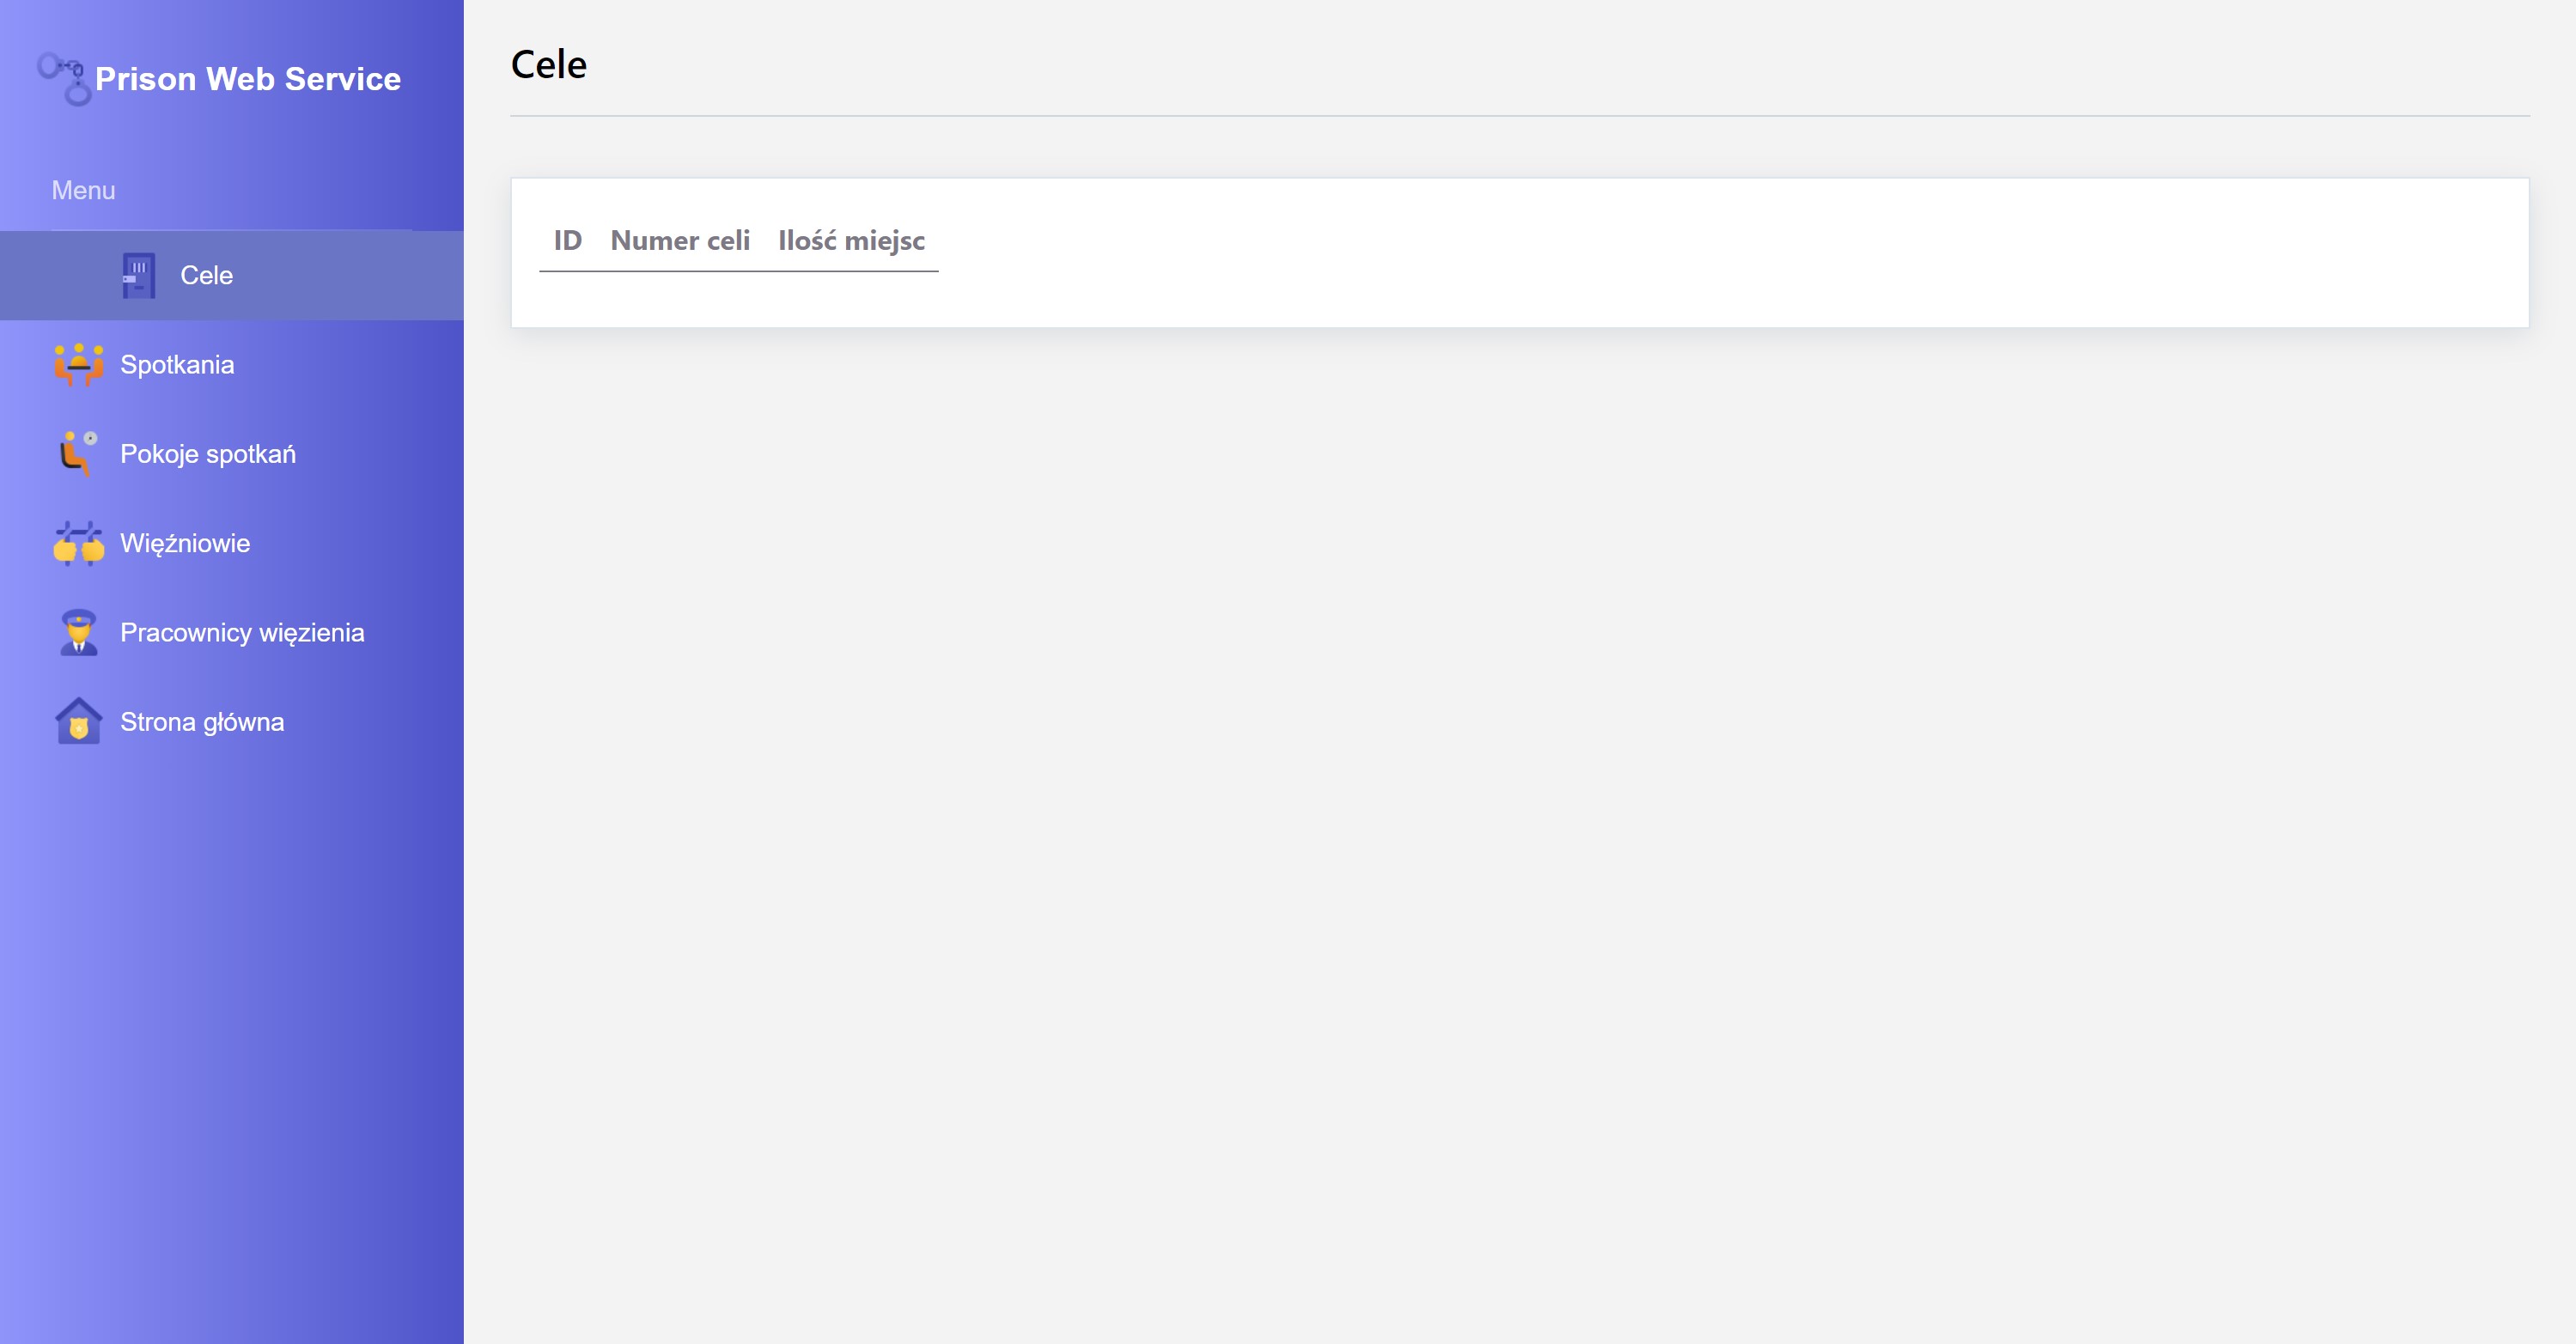 Prison Web Service
Menu
Cele
Spotkania
Pokoje spotkań
Więźniowie
Pracownicy więzienia
Strona główna
Cele
ID Numer celi Ilość miejsc